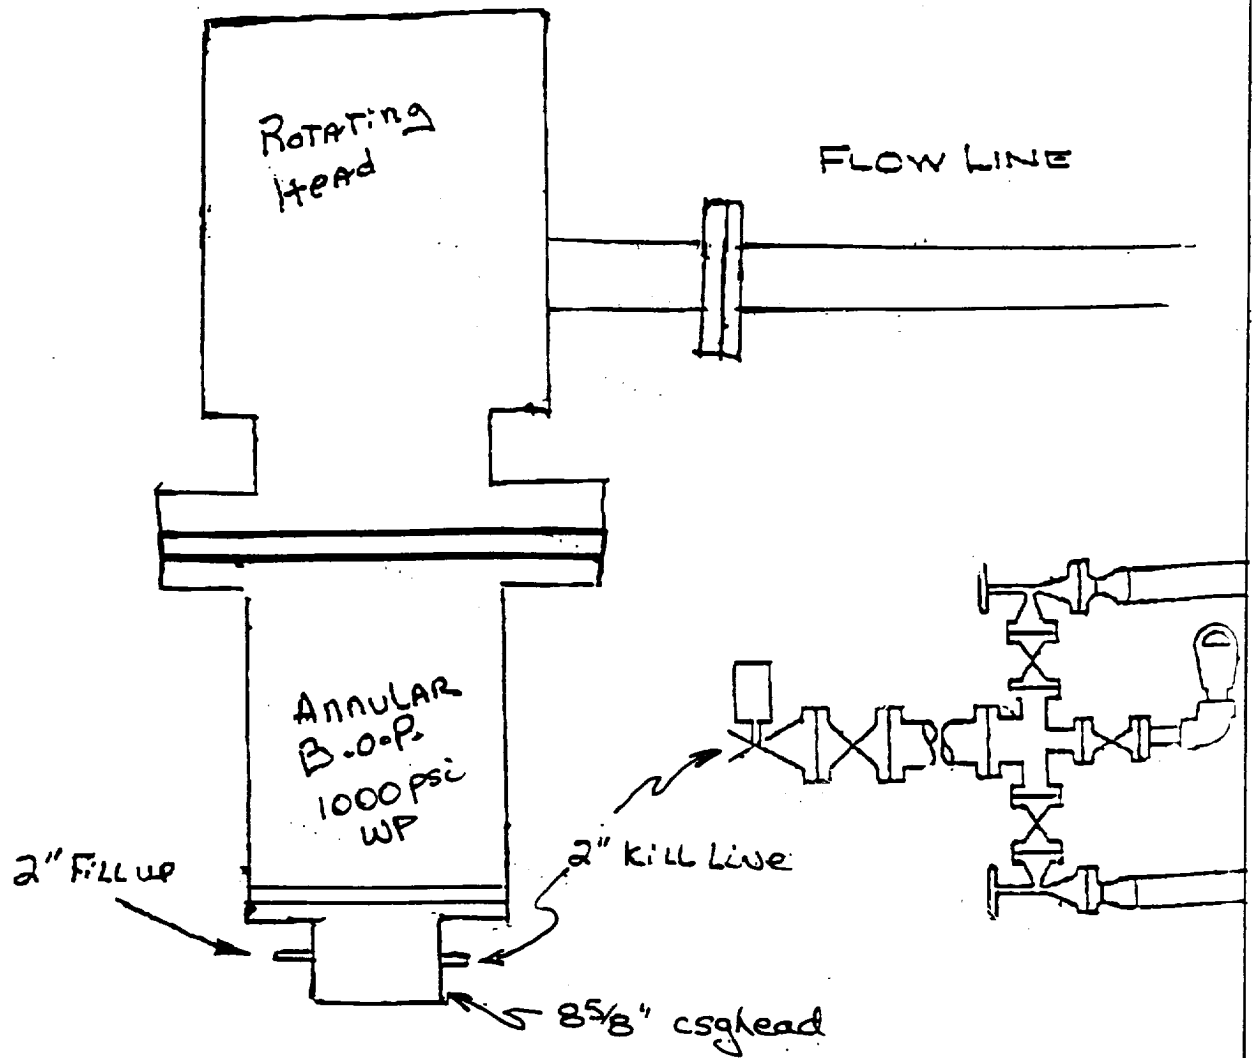 ROTATING
Head
FLOW LINE
ANNULAR
B.O.P.
1000 psi
WP
2" FILL up
2" KILL LINE
8 5/8" csghead